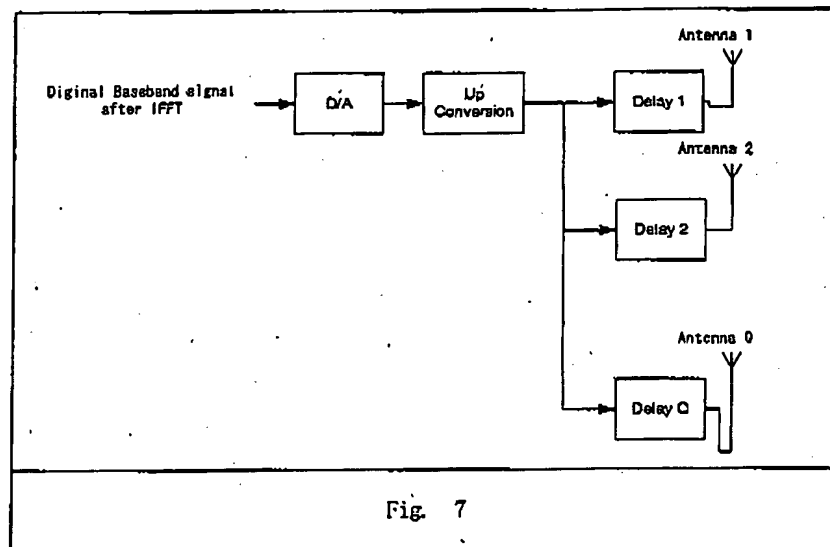 Antenna 1
Diginal Baseband signal
after IFFT
D/A
Up
Conversion
Delay 1
Antenna 2
Delay 2
Antenna Q
Delay Q
Fig. 7